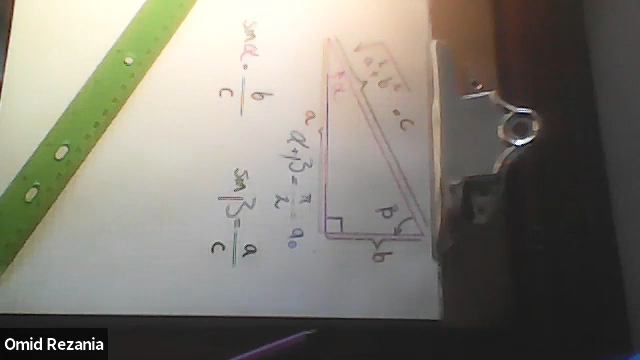 √a²+b² = c
α
a
β
b
α+β = π/2 = 90
sin α = b/c
sin β = a/c
Omid Rezania